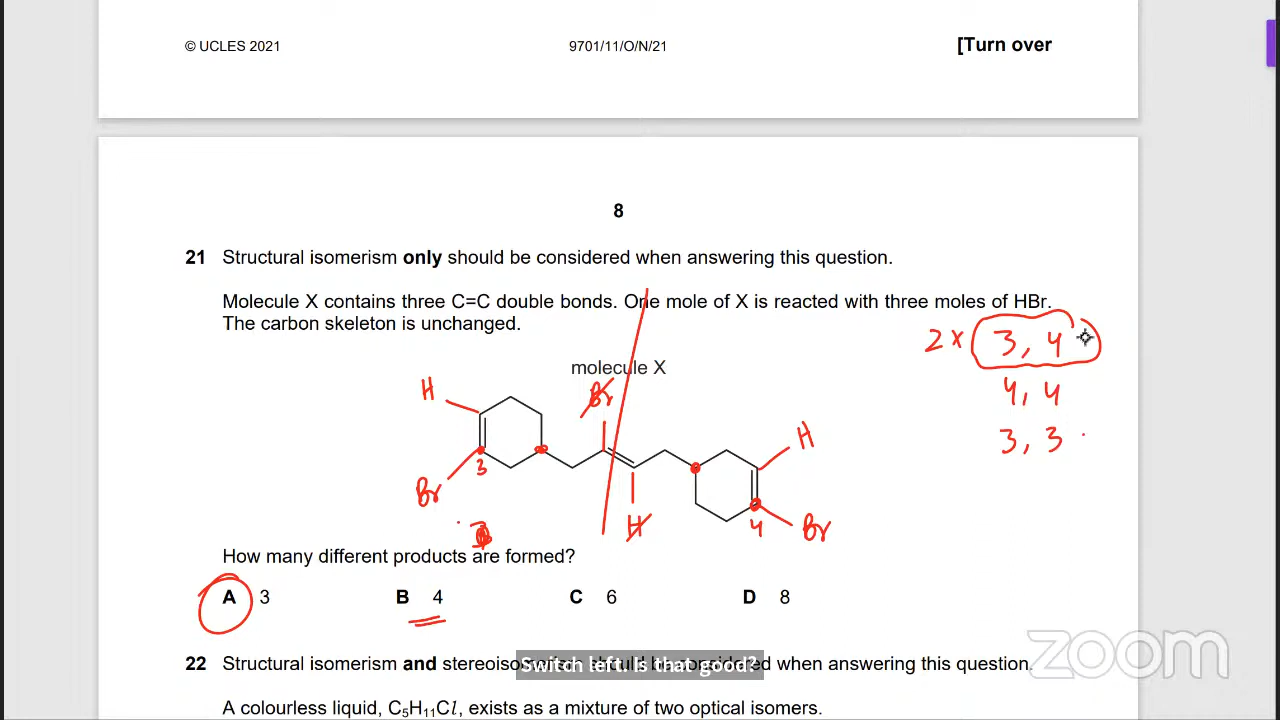 © UCLES 2021 9701/11/O/N/21 [Turn over
8
21 Structural isomerism only should be considered when answering this question.
Molecule X contains three C=C double bonds. One mole of X is reacted with three moles of HBr.
The carbon skeleton is unchanged.
2 x 3, 4
molecule X
H Br 4, 4
H 3, 3
3
Br H 4 Br
How many different products are formed?
A 3 B 4 C 6 D 8
zoom
22 Structural isomerism and
Switch left. Is that good?
considered when answering this question.
A colourless liquid, C5H11Cl, exists as a mixture of two optical isomers.